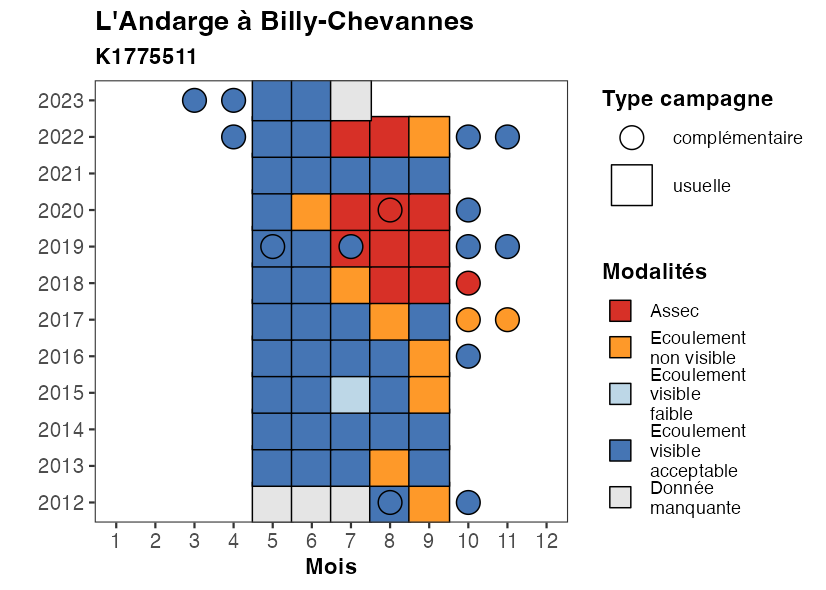 L'Andarge à Billy-Chevannes
K1775511
2023
2022
2021
2020
2019
2018
2017
2016
2015
2014
2013
2012
1 2 3 4 5 6 7 8 9 10 11 12
Mois
Type campagne
complémentaire
usuelle
Modalités
Assec
Ecoulement
non visible
Ecoulement
visible
faible
Ecoulement
visible
acceptable
Donnée
manquante